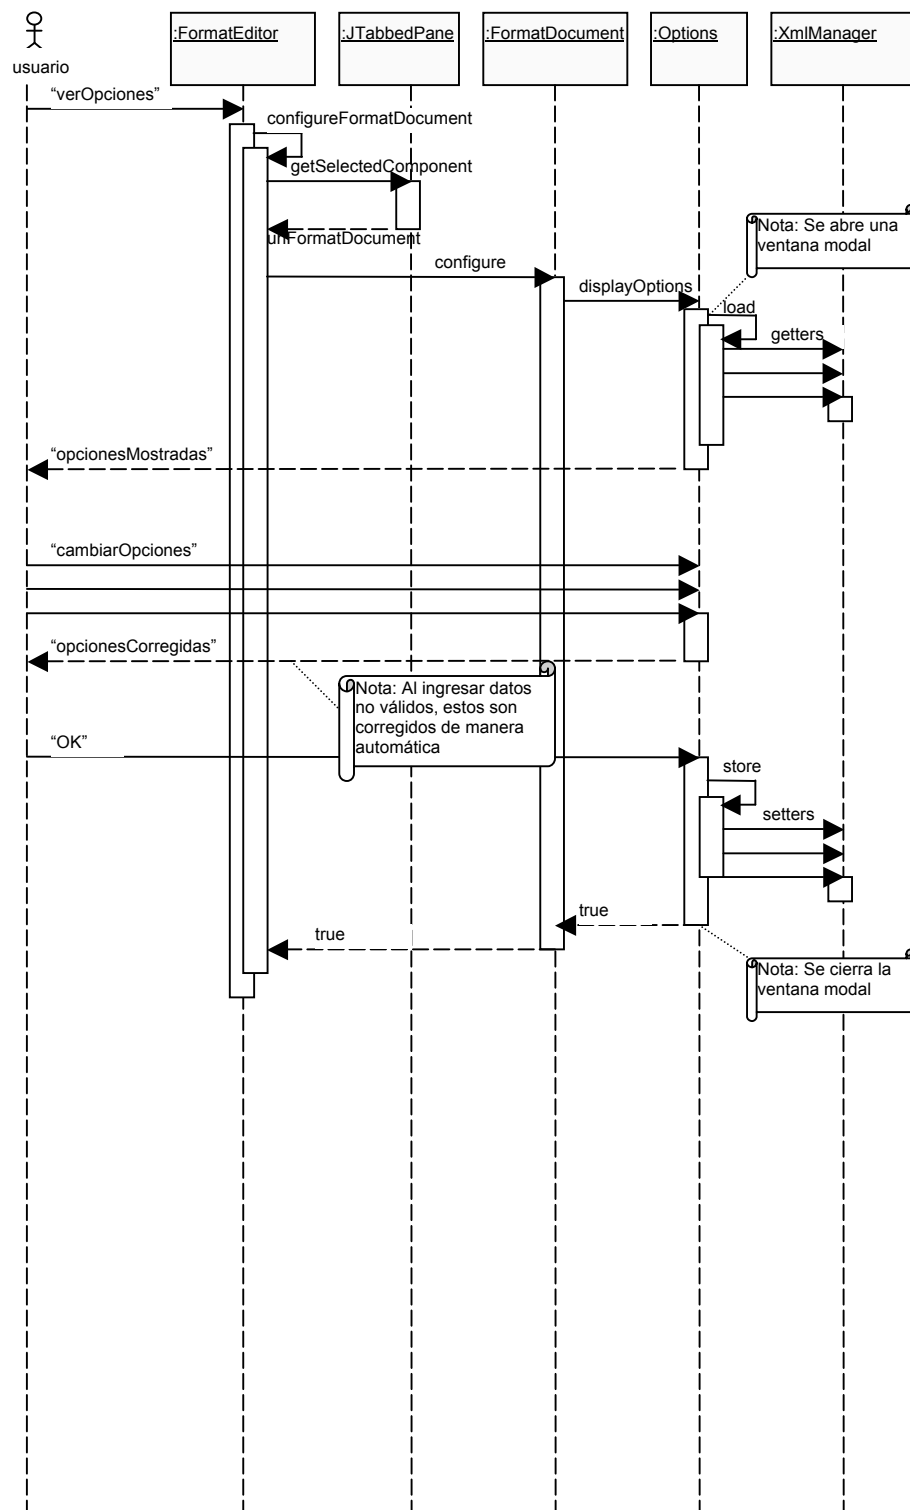 :FormatEditor
:JTabbedPane
:FormatDocument
:Options
:XmlManager
usuario
“verOpciones”
configureFormatDocument
getSelectedComponent
unFormatDocument
Nota: Se abre una
ventana modal
configure
displayOptions
load
getters
“opcionesMostradas”
“cambiarOpciones”
“opcionesCorregidas”
Nota: Al ingresar datos
no válidos, estos son
corregidos de manera
automática
“OK”
store
setters
true
true
Nota: Se cierra la
ventana modal